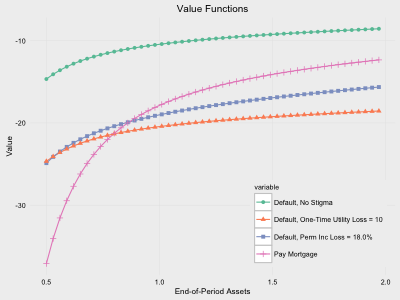 Value Functions
-10
-20
-30
Value
variable
Default, No Stigma
Default, One-Time Utility Loss = 10
Default, Perm Inc Loss = 18.0%
Pay Mortgage
0.5 1.0 1.5 2.0
End-of-Period Assets